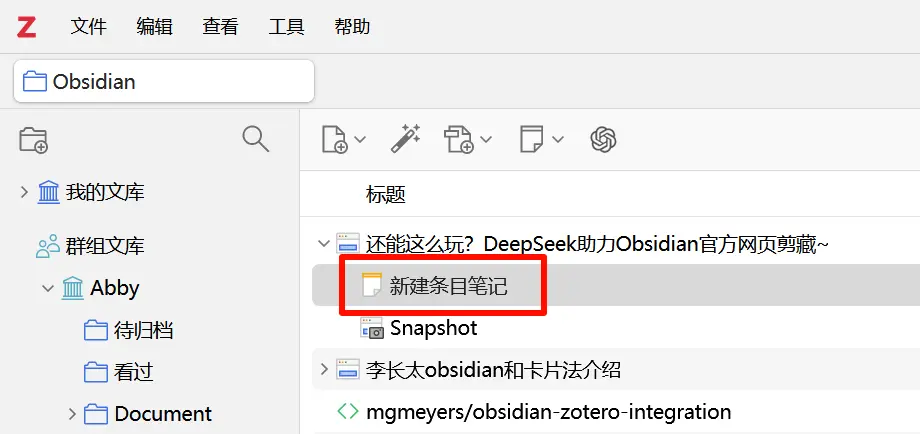 Z 文件 编辑 查看 工具 帮助
Obsidian
我的文库
群组文库
Abby
待归档
看过
Document
标题
还能这么玩？DeepSeek助力Obsidian官方网页剪藏~
新建条目笔记
Snapshot
李长太obsidian和卡片法介绍
mgmeyers/obsidian-zotero-integration